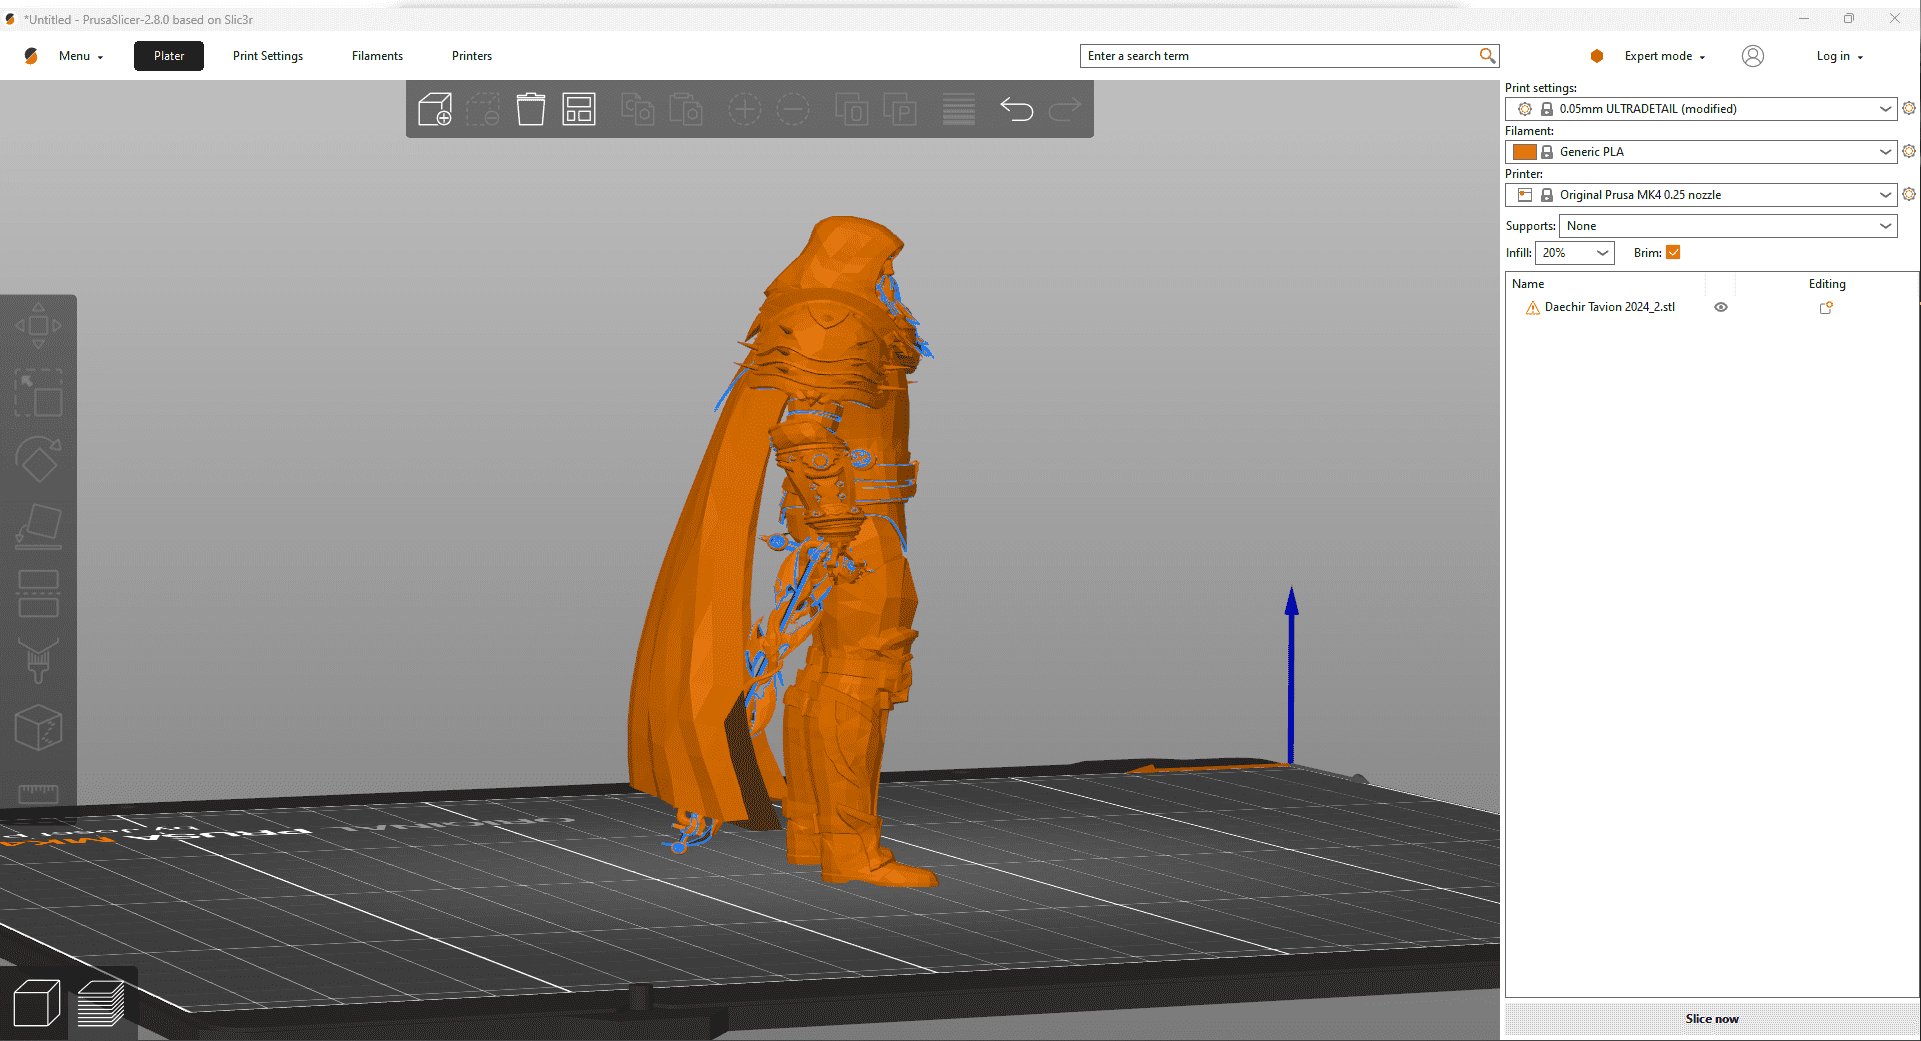 *Untitled - PrusaSlicer-2.8.0 based on Slic3r
Menu
Plater
Print Settings
Filaments
Printers
Enter a search term
Expert mode
Log in
Print settings:
0.05mm ULTRADETAIL (modified)
Filament:
Generic PLA
Printer:
Original Prusa MK4 0.25 nozzle
Supports: None
Infill: 20% Brim:
Name Editing
Daechir Tavion 2024_2.stl
ORIGINAL PRUSA
Slice now